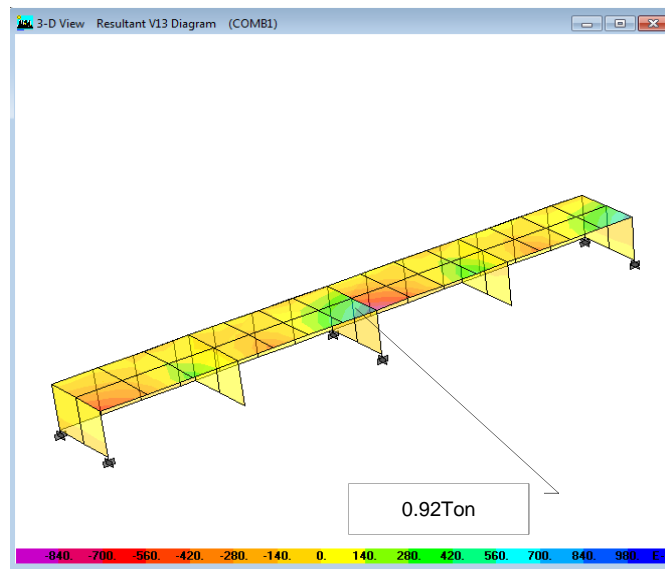 3-D View Resultant V13 Diagram (COMB1)
0.92Ton
-840. -700. -560. -420. -280. -140. 0. 140. 280. 420. 560. 700. 840. 980. E